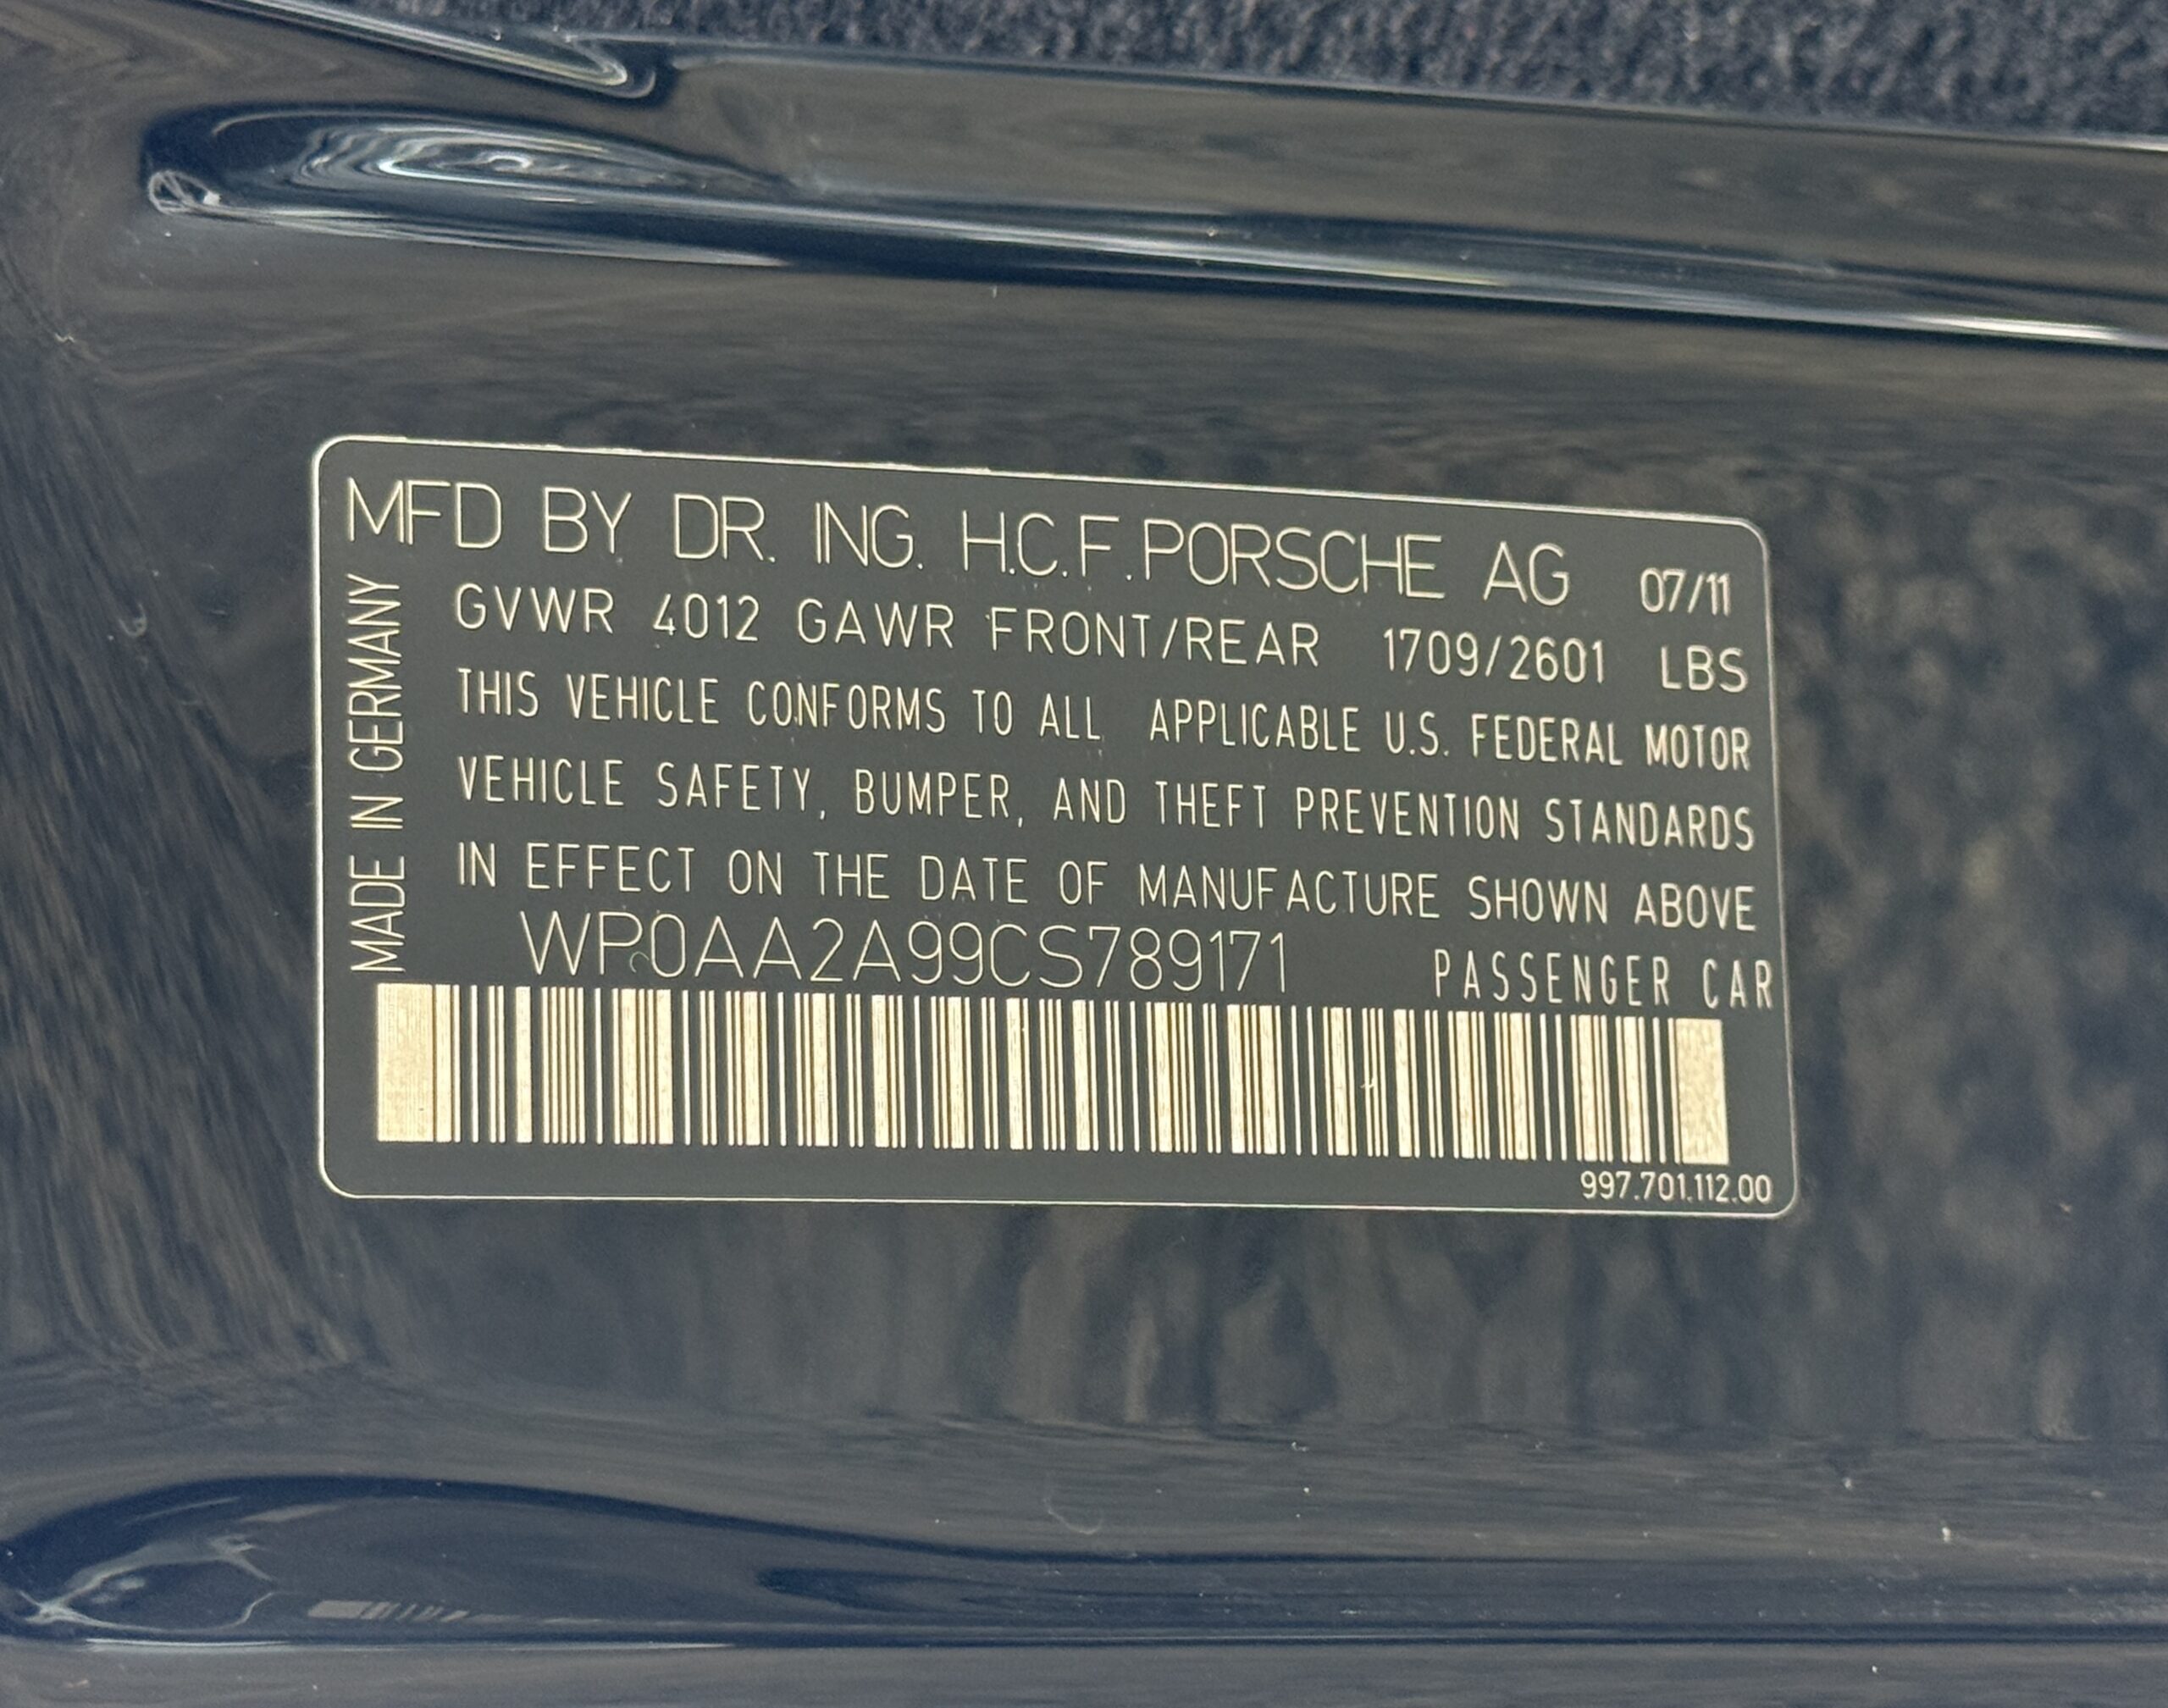 MFD BY DR. ING. H.C.F.PORSCHE AG 07/11
GVWR 4012 GAWR FRONT/REAR 1709/2601 LBS
THIS VEHICLE CONFORMS TO ALL APPLICABLE U.S. FEDERAL MOTOR
VEHICLE SAFETY, BUMPER, AND THEFT PREVENTION STANDARDS
IN EFFECT ON THE DATE OF MANUFACTURE SHOWN ABOVE
WP0AA2A99CS789171 PASSENGER CAR
997.701.112.00
MADE IN GERMANY